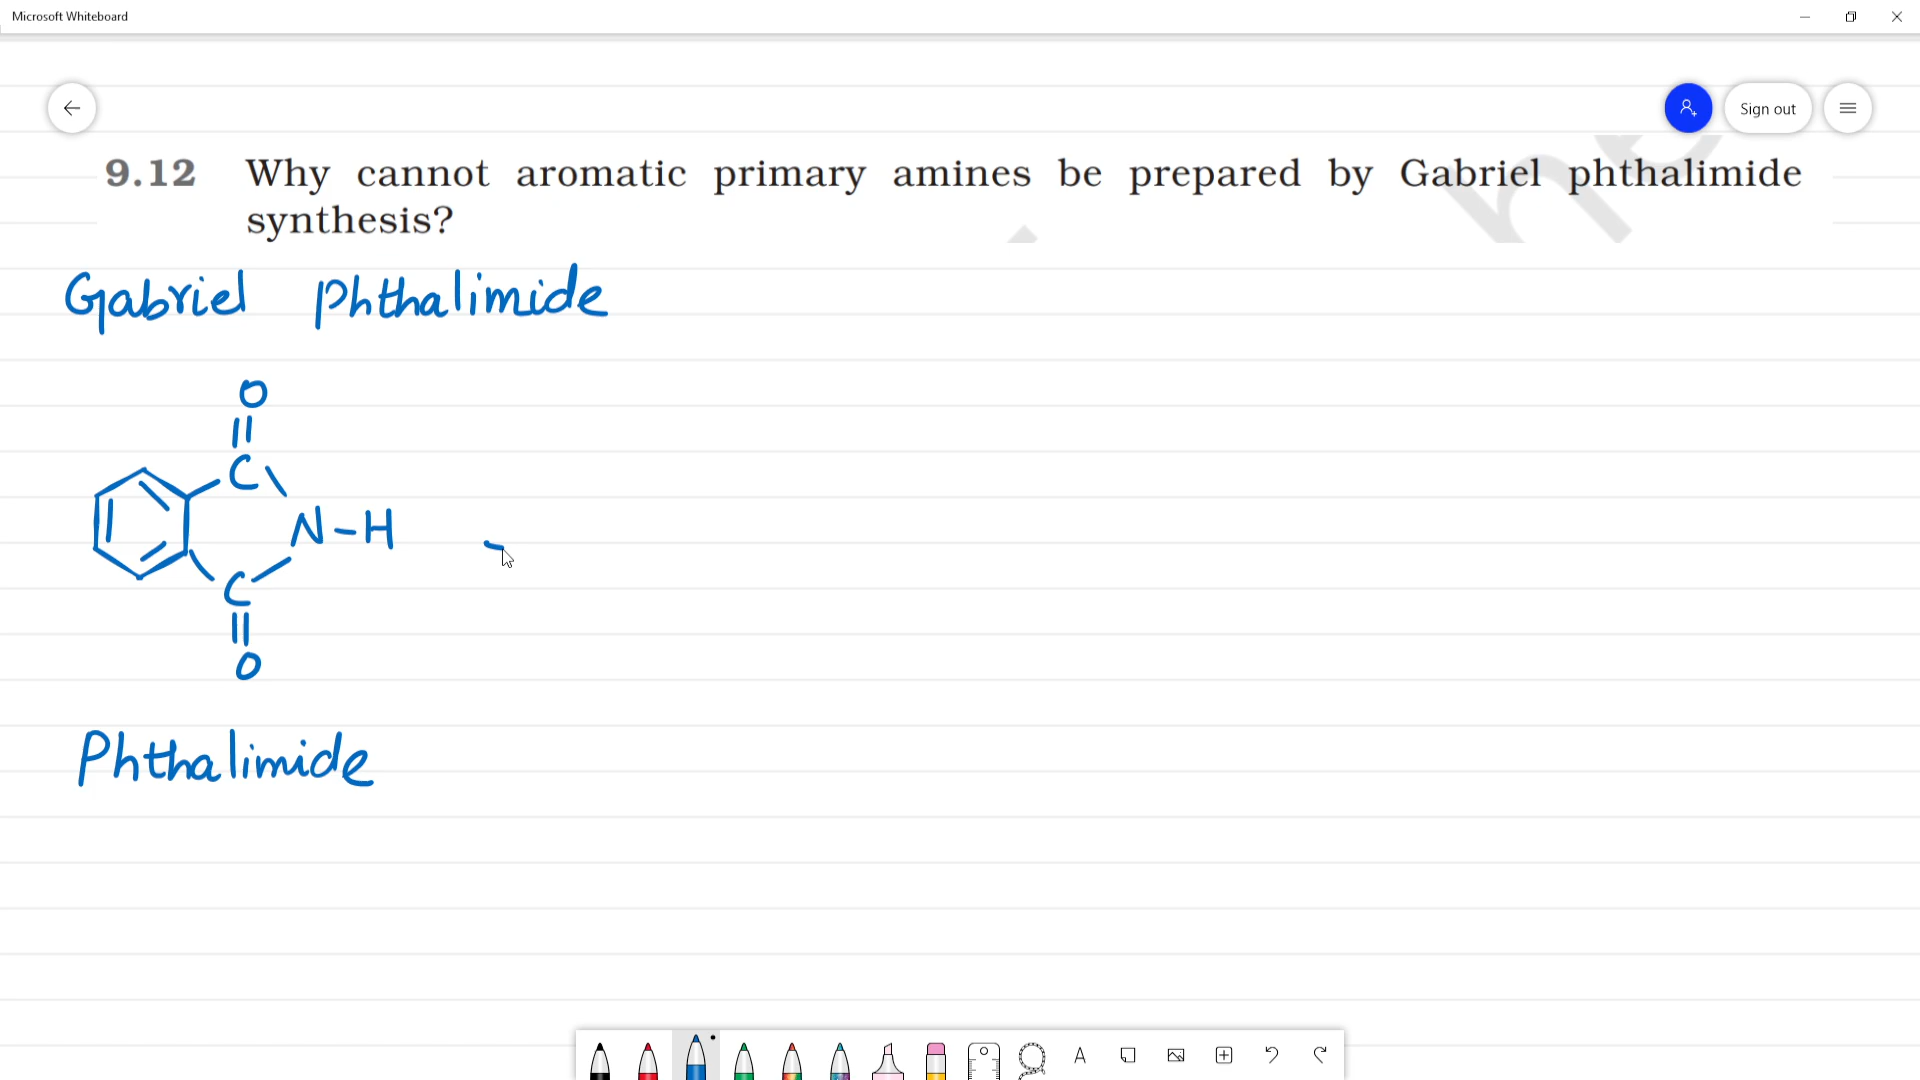 Microsoft Whiteboard
Sign out
9.12 Why cannot aromatic primary amines be prepared by Gabriel phthalimide
synthesis?
Gabriel Phthalimide
O
C
N-H
C
O
Phthalimide
A